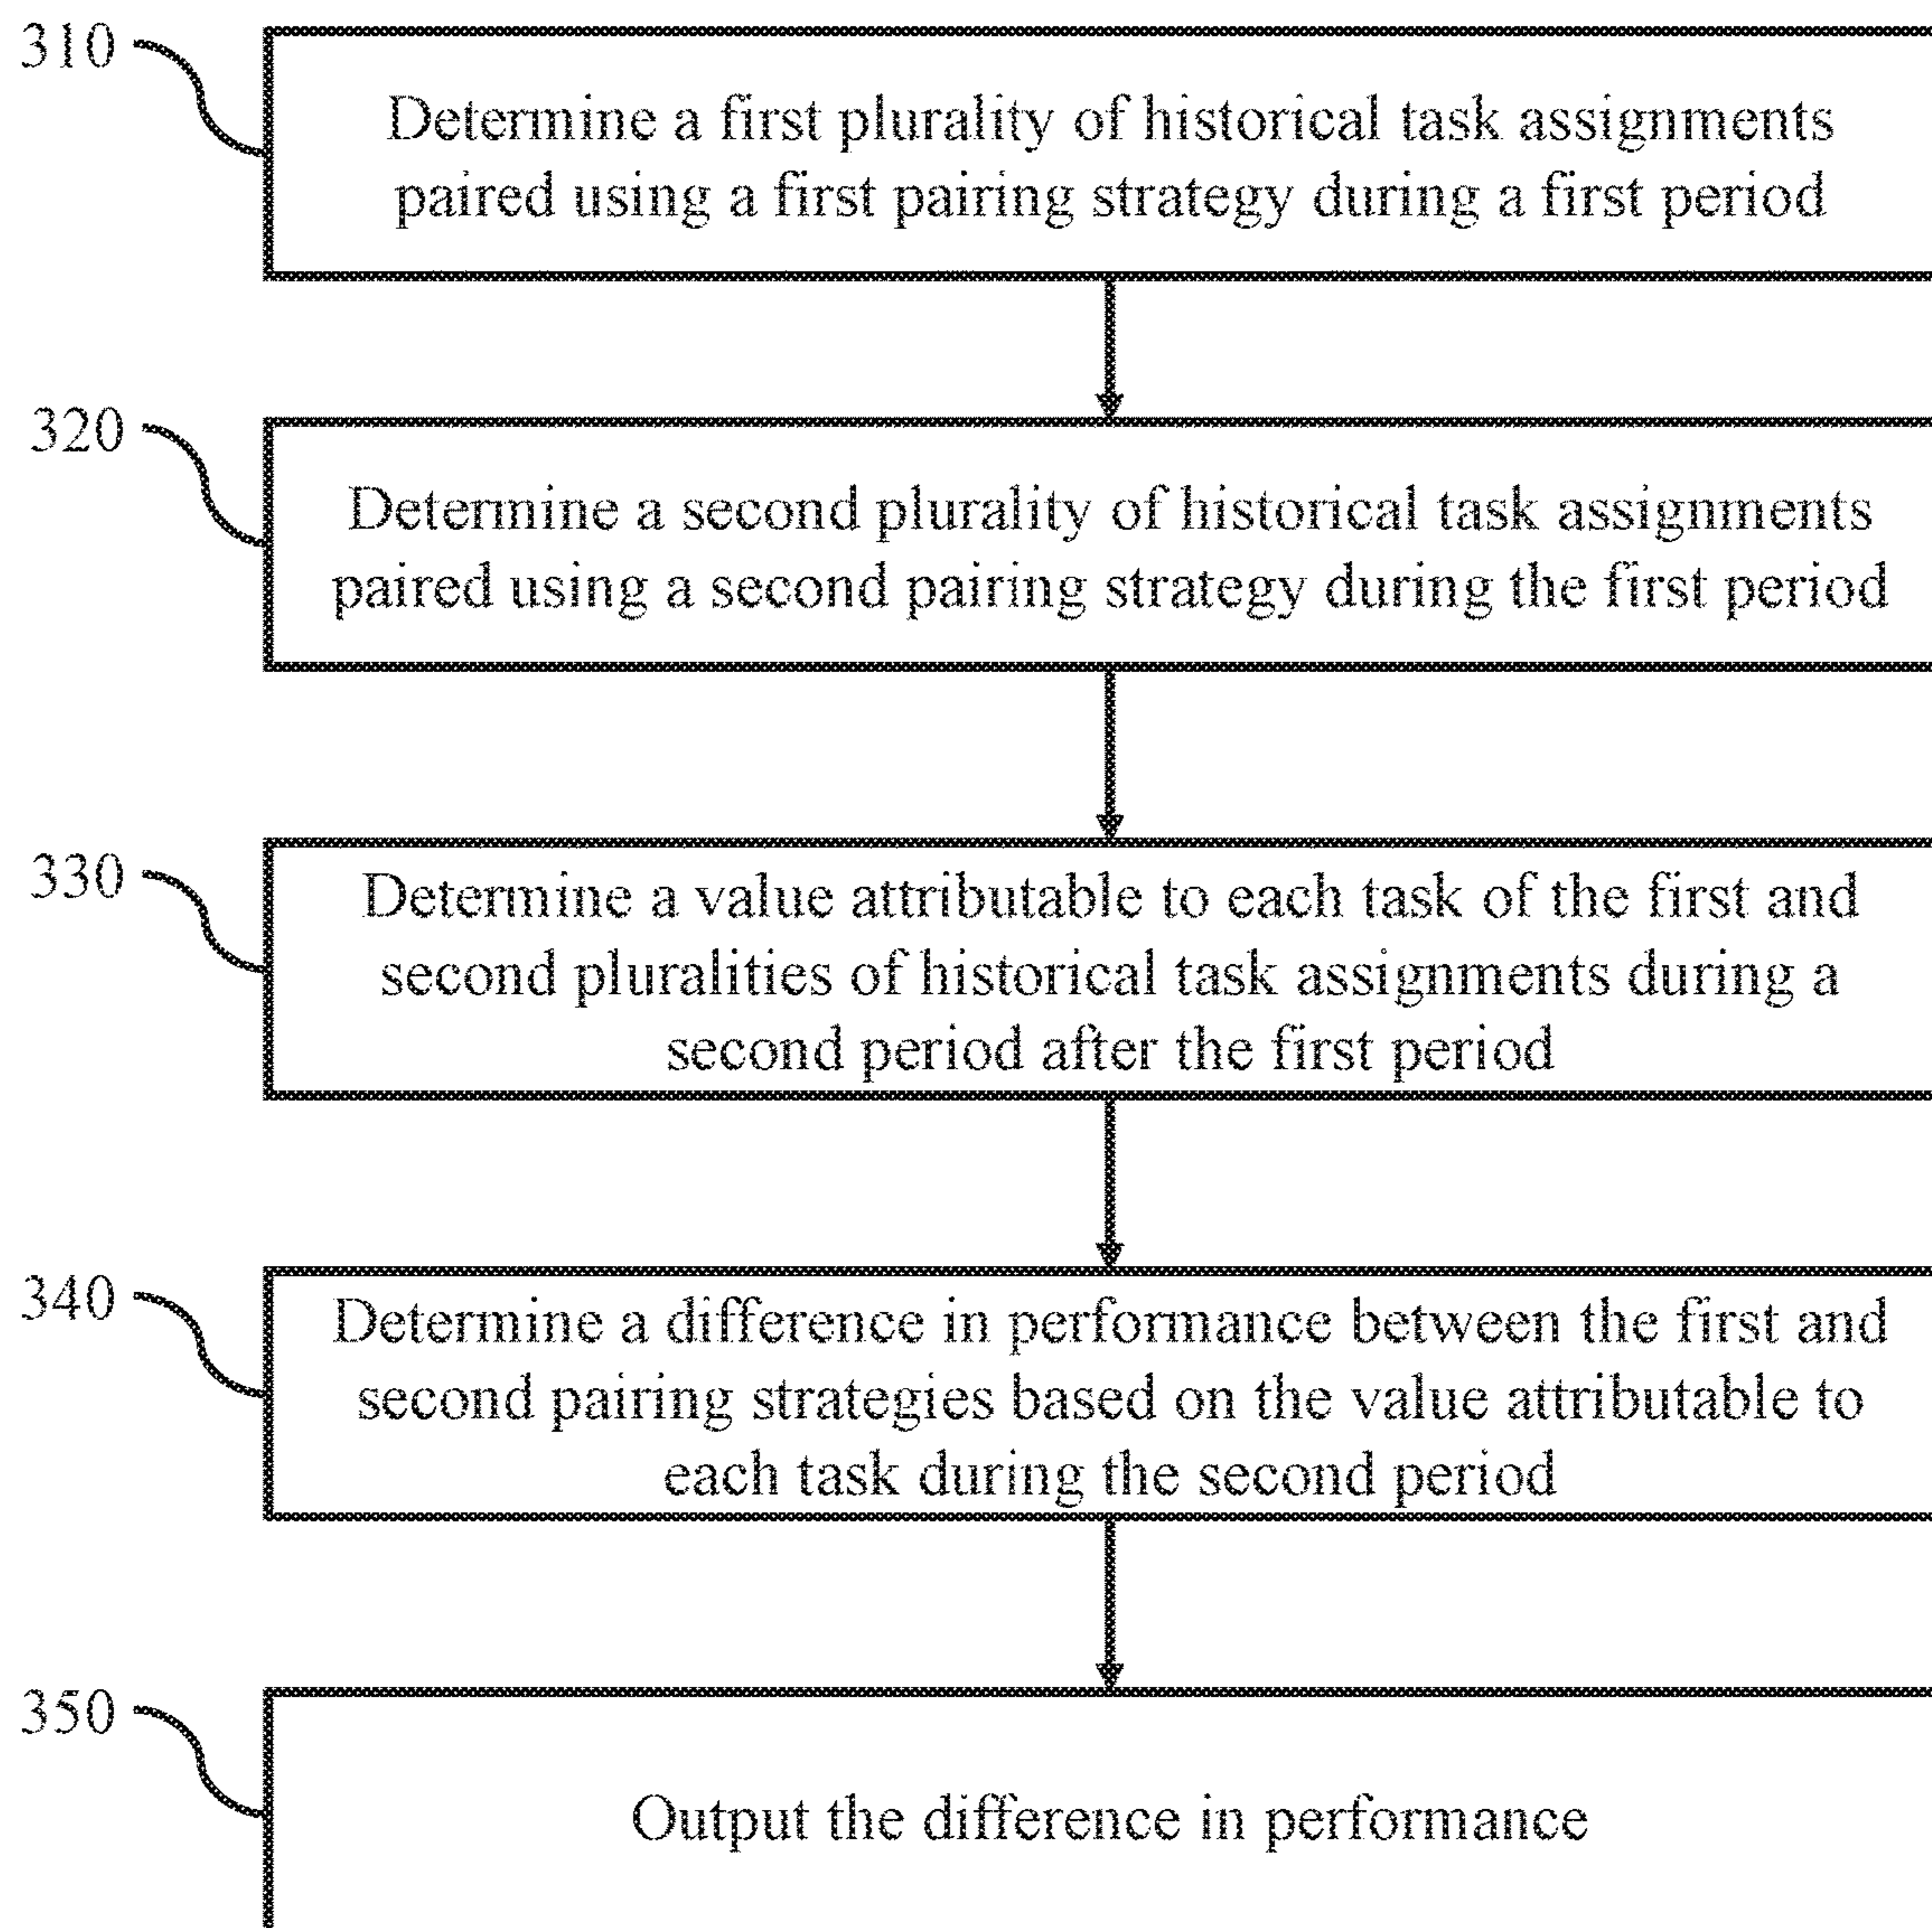 310
Determine a first plurality of historical task assignments
paired using a first pairing strategy during a first period
320
Determine a second plurality of historical task assignments
paired using a second pairing strategy during the first period
330
Determine a value attributable to each task of the first and
second pluralities of historical task assignments during a
second period after the first period
340
Determine a difference in performance between the first and
second pairing strategies based on the value attributable to
each task during the second period
350
Output the difference in performance